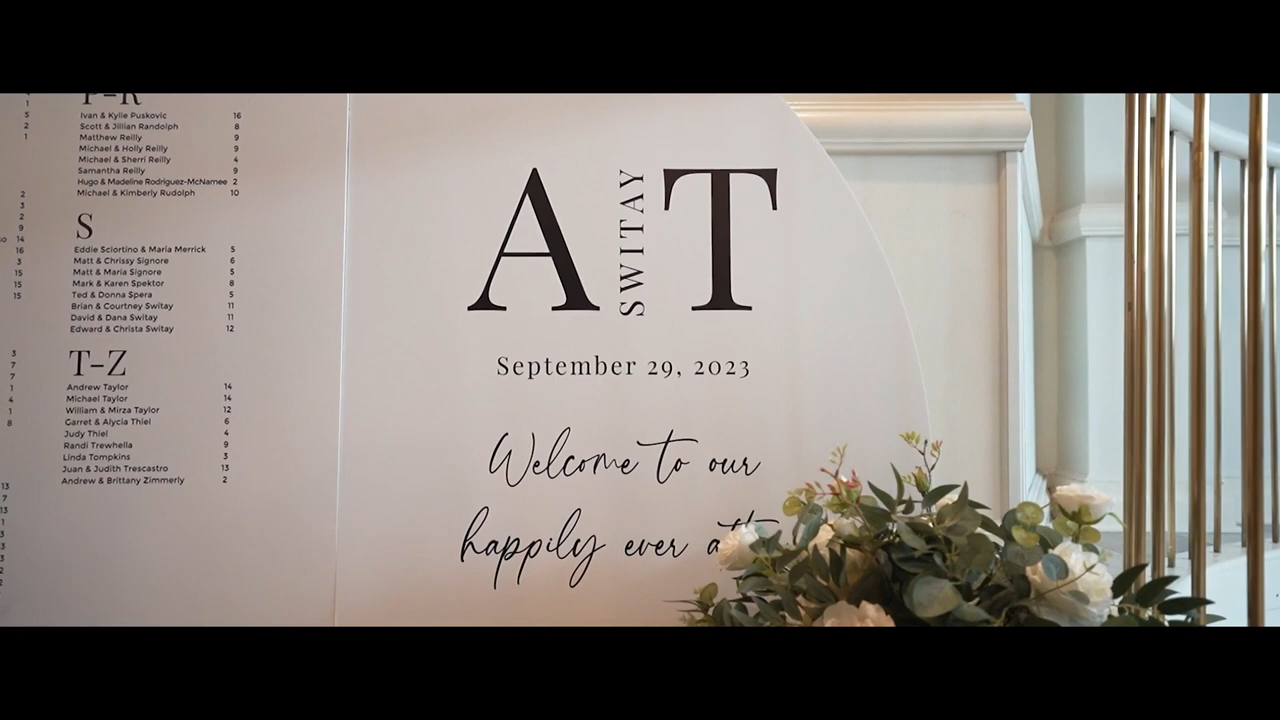 P-R
Ivan & Kylie Puskovic 16
Scott & Jillian Randolph 8
Matthew Reilly 9
Michael & Holly Reilly 9
Michael & Sherri Reilly 4
Samantha Reilly 9
Hugo & Madeline Rodriguez-McNamee 2
Michael & Kimberly Rudolph 10
S
Eddie Sciortino & Maria Merrick 5
Matt & Chrissy Signore 6
Matt & Maria Signore 5
Mark & Karen Spektor 8
Ted & Donna Spera 5
Brian & Courtney Switay 11
David & Dana Switay 11
Edward & Christa Switay 12
T-Z
Andrew Taylor 14
Michael Taylor 14
William & Mirza Taylor 12
Garret & Alycia Thiel 6
Judy Thiel 4
Randi Trewhella 9
Linda Tompkins 3
Juan & Judith Trescastro 13
Andrew & Brittany Zimmerly 2
A SWITAY T
September 29, 2023
Welcome to our
happily ever